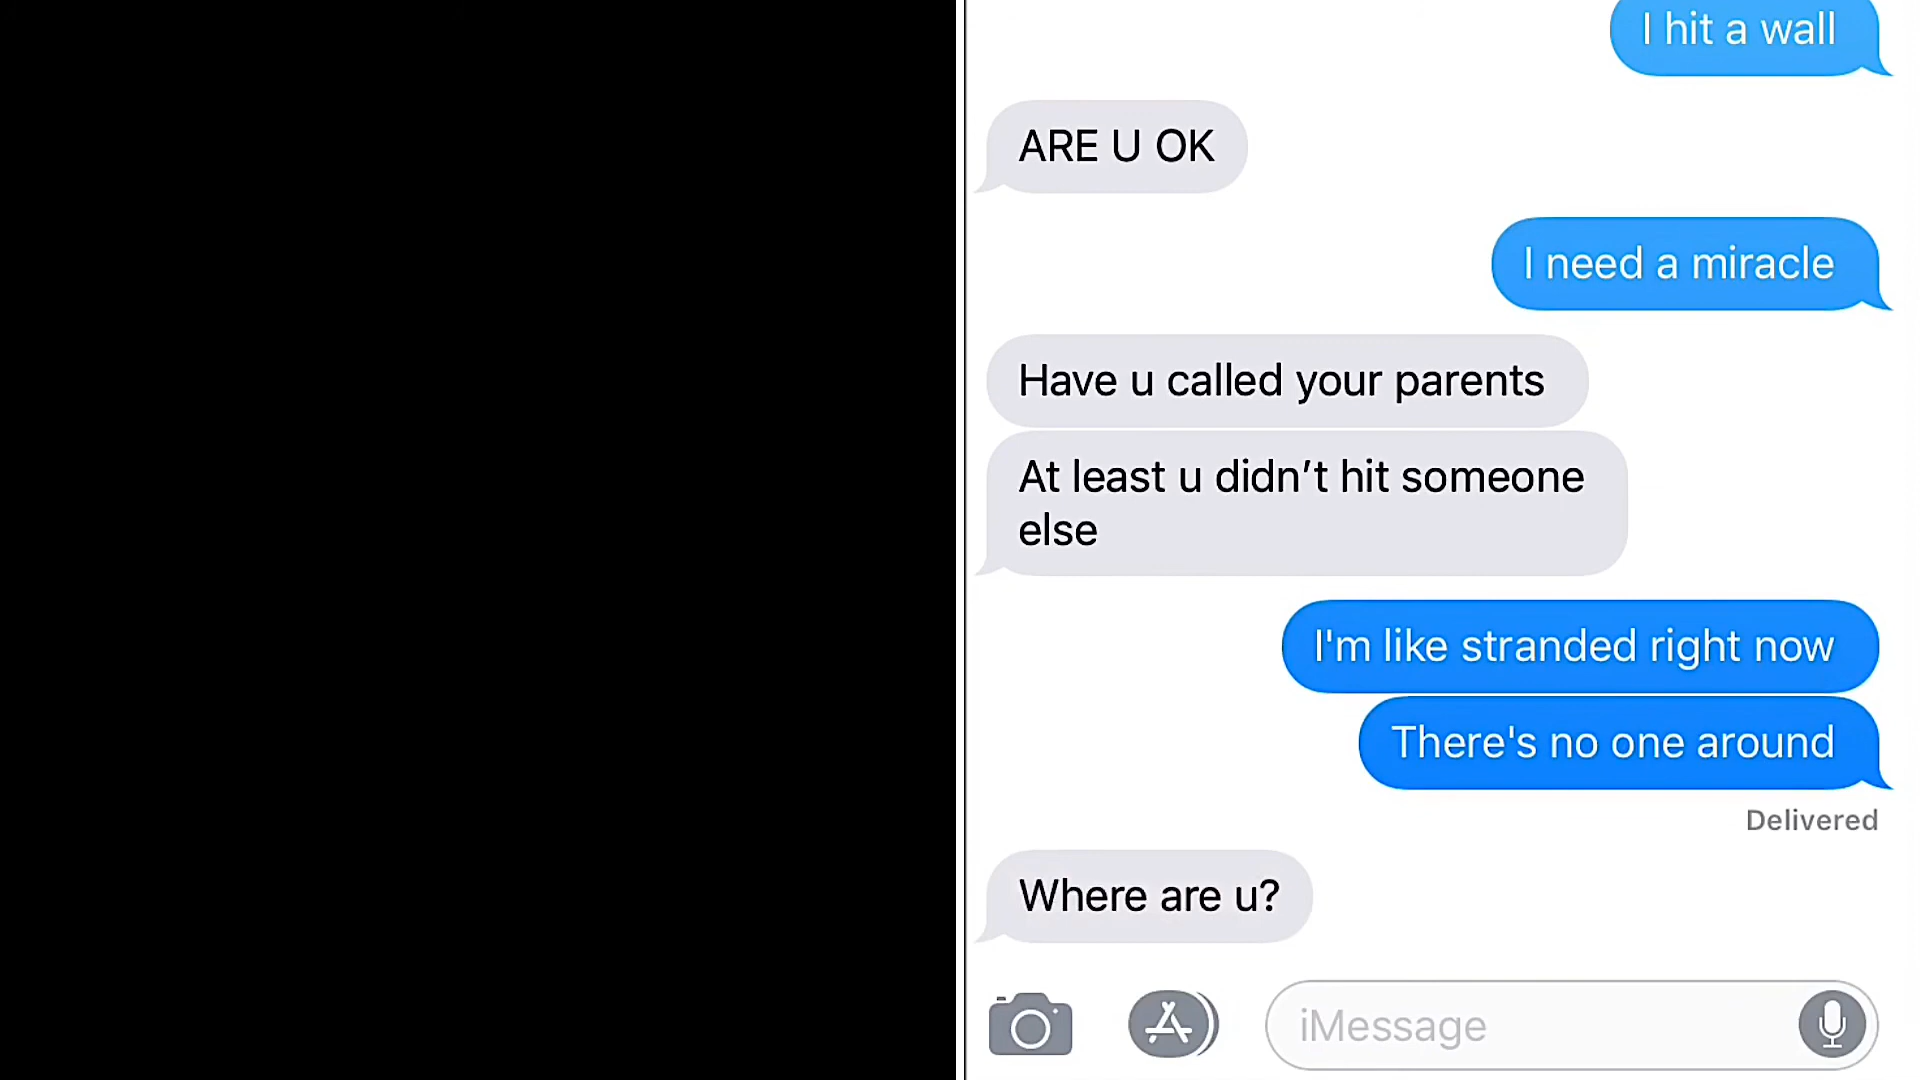 I hit a wall
ARE U OK
I need a miracle
Have u called your parents
At least u didn’t hit someone
else
I'm like stranded right now
There's no one around
Delivered
Where are u?
iMessage